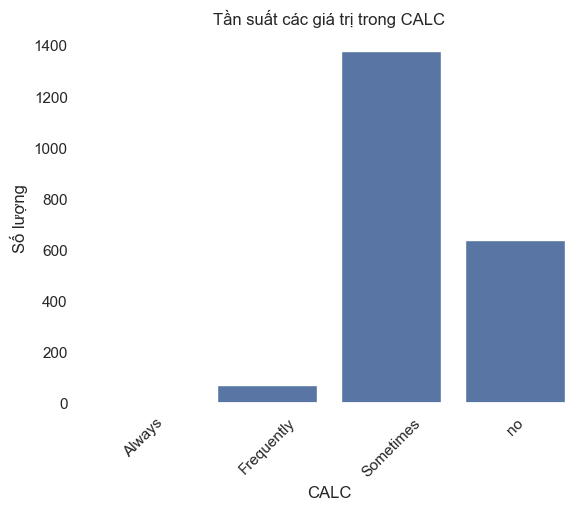 Tần suất các giá trị trong CALC
1400
1200
1000
800
600
400
200
0
Số lượng
Always
Frequently
Sometimes
no
CALC